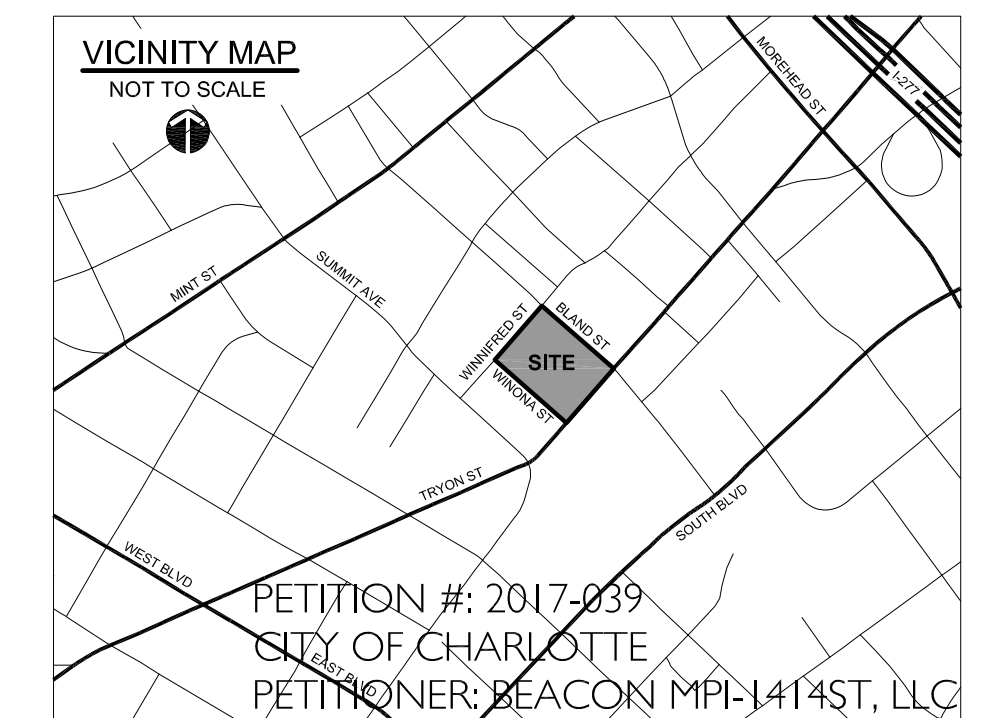 VICINITY MAP
NOT TO SCALE
MOREHEAD ST
I-277
SUMMIT AVE
MINT ST
WINNIFRED ST
BLAND ST
SITE
WINONA ST
TRYON ST
SOUTH BLVD
WEST BLVD
EAST BLVD
PETITION #: 2017-039
CITY OF CHARLOTTE
PETITIONER: BEACON MPI-1414ST, LLC